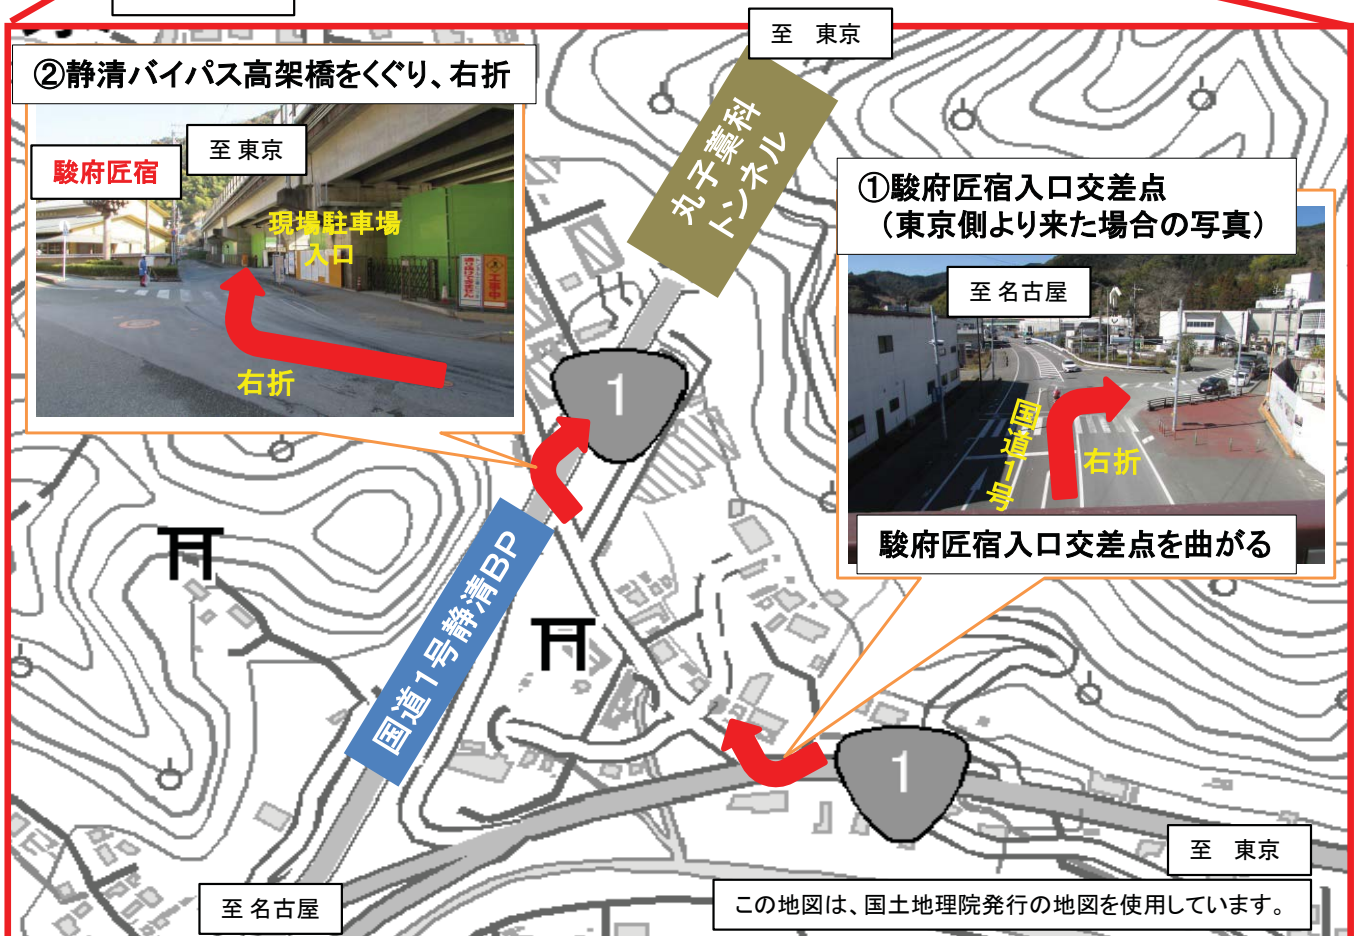 至　東京
②静清バイパス高架橋をくぐり、右折
至 東京
駿府匠宿
現場駐車場
入口
工事中
右折
丸子藁科
トンネル
①駿府匠宿入口交差点
（東京側より来た場合の写真）
至 名古屋
国道1号
右折
駿府匠宿入口交差点を曲がる
1
国道1号静清BP
1
至　東京
至 名古屋
この地図は、国土地理院発行の地図を使用しています。